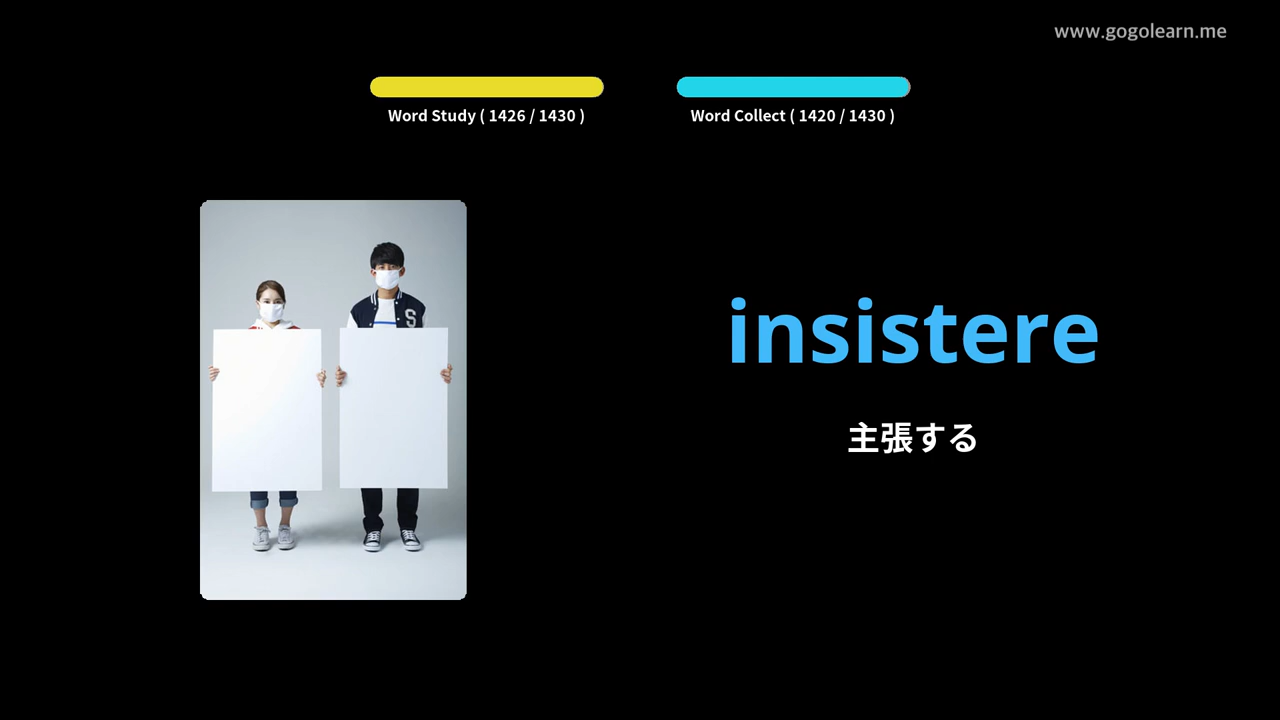 www.gogolearn.me
Word Study ( 1426 / 1430 )
Word Collect ( 1420 / 1430 )
S
insistere
主張する